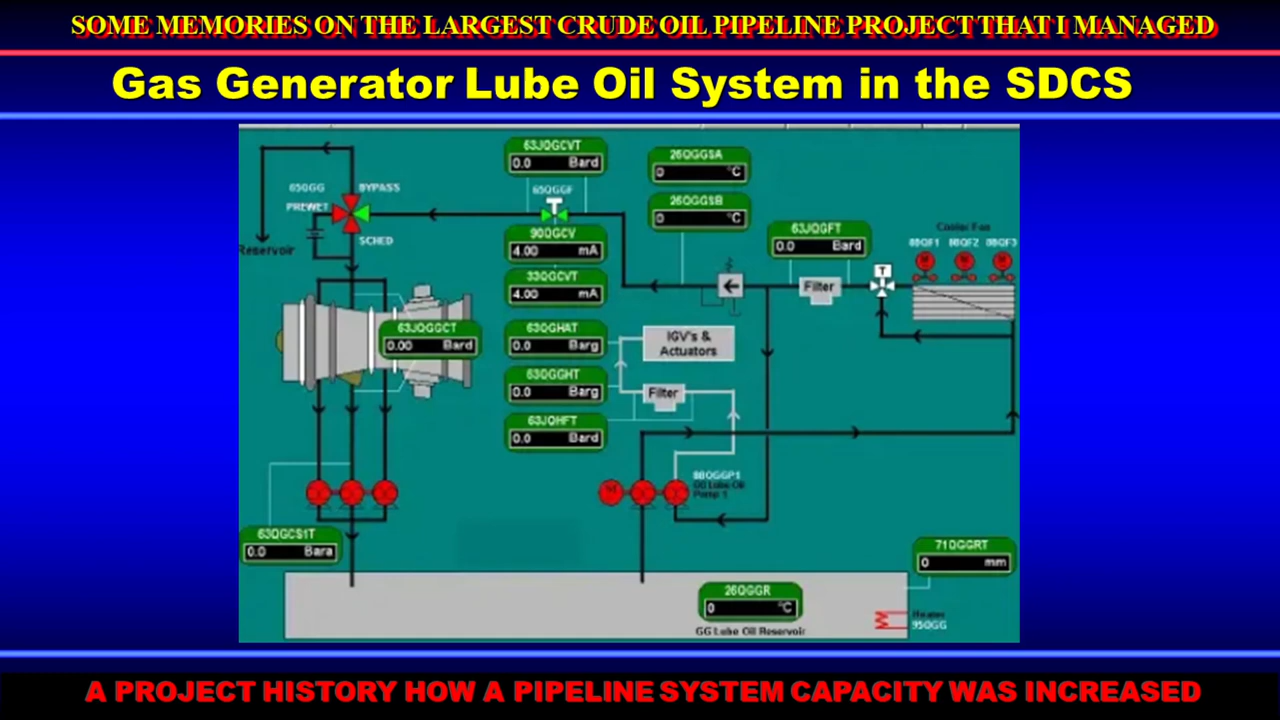 SOME MEMORIES ON THE LARGEST CRUDE OIL PIPELINE PROJECT THAT I MANAGED
Gas Generator Lube Oil System in the SDCS
63JQGCVT
0.0 Bard
26QGGSA
0 °C
65QGG
BYPASS
65QGGF
PREWET
26QGGSB
0 °C
SCHED
Reservoir
90QGCV
4.00 mA
63JQGFT
0.0 Bard
Cooler Fan
88QF1 88QF2 88QF3
M M M
T
33QGCVT
4.00 mA
Filter
63JQGGCT
0.00 Bard
63QGHAT
0.0 Barg
IGV's &
Actuators
63QGGHT
0.0 Barg
Filter
63JQHFT
0.0 Bard
88QGGP1
GG Lube Oil
Pump 1
M
63QGCS1T
0.0 Bara
71QGGRT
0 mm
26QGGR
0 °C
GG Lube Oil Reservoir
Heater
95QGG
A PROJECT HISTORY HOW A PIPELINE SYSTEM CAPACITY WAS INCREASED